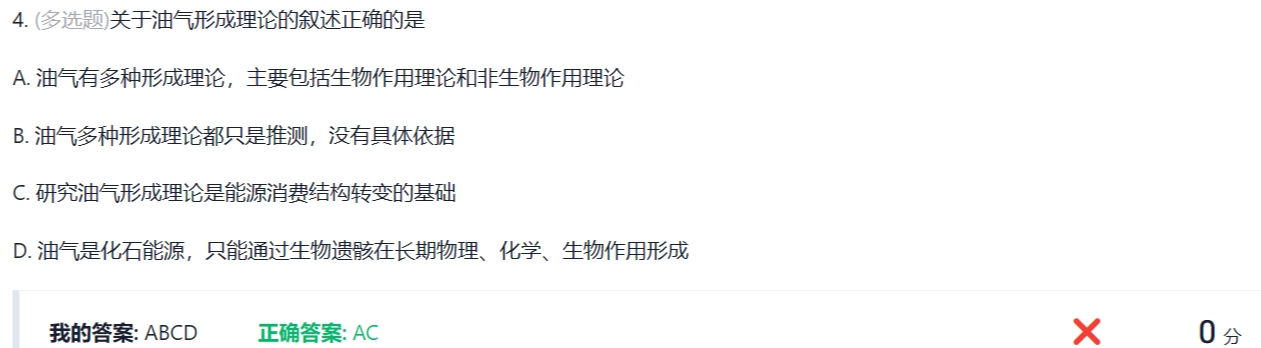 4. (多选题)关于油气形成理论的叙述正确的是
A. 油气有多种形成理论，主要包括生物作用理论和非生物作用理论
B. 油气多种形成理论都只是推测，没有具体依据
C. 研究油气形成理论是能源消费结构转变的基础
D. 油气是化石能源，只能通过生物遗骸在长期物理、化学、生物作用形成
我的答案: ABCD 正确答案: AC 0 分